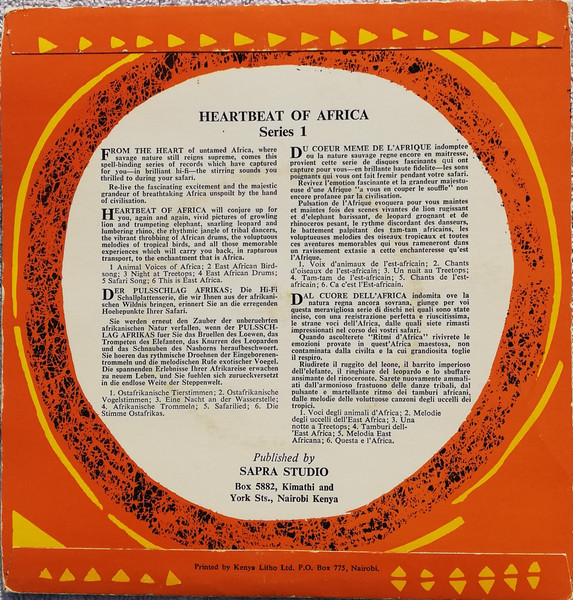 HEARTBEAT OF AFRICA
Series 1
FROM THE HEART of untamed Africa, where
savage nature still reigns supreme, comes this
spell-binding series of records which have captured
for you—in brilliant hi-fi—the stirring sounds you
thrilled to during your safari.
Re-live the fascinating excitement and the majestic
grandeur of breathtaking Africa unspoilt by the hand
of civilisation.
HEARTBEAT OF AFRICA will conjure up for
you, again and again, vivid pictures of growling
lion and trumpeting elephant, snarling leopard and
lumbering rhino, the rhythmic jangle of tribal dances,
the vibrant throbbing of African drums, the voluptuous
melodies of tropical birds, and all those memorable
experiences which will carry you back, in rapturous
transport, to the enchantment that is Africa.
1 Animal Voices of Africa; 2 East African Bird-
song; 3 Night at Treetops; 4 East African Drums;
5 Safari Song; 6 This is East Africa.
DER PULSSCHLAG AFRIKAS; Die Hi-Fi
Schallplattenserie, die wir Ihnen aus der afrikani-
schen Wildnis bringen, erinnert Sie an die erregenden
Hoehepunkte Ihrer Safari.
Sie werden erneut den Zauber der unberuehrten
afrikanischen Natur verfallen, wenn der PULSSCH-
LAG AFRIKAS fuer Sie das Bruellen des Loewen, das
Trompeten des Elefanten, das Knurren des Leoparden
und das Schnauben des Nashorns heraufbeschwoert.
Sie hoeren das rythmische Droehnen der Eingeborenen-
trommeln und die melodischen Rufe exotischer Voegel.
Die spannenden Erlebnisse Ihrer Afrikareise erwachen
zu neuem Leben, und Sie fuehlen sich zurueckversetzt
in die endlose Weite der Steppenwelt.
1. Ostafrikanische Tierstimmen; 2. Ostafrikanische
Vogelstimmen; 3. Eine Nacht an der Wasserstelle;
4. Afrikanische Trommeln; 5. Safarilied; 6. Die
Stimme Ostafrikas.
DU COEUR MEME DE L'AFRIQUE indomptee
ou la nature sauvage regne encore en maitresse,
provient cette serie de disques fascinants qui ont
capture pour vous—en brillante haute fidelite—les sons
poignants qui vous ont fait fremir pendant votre safari.
Revivez l'emotion fascinante et la grandeur majestu-
euse d'une Afrique "a vous en couper le souffle" non
encore profanee par la civilisation.
Pulsation de l'Afrique evoquera pour vous maintes
et maintes fois des scenes vivantes de lion rugissant
et d'elephant barissant, de leopard grognant et de
rhinoceros pesant, le rythme discordant des danseurs,
le battement palpitant des tam-tam africains, les
voluptueuses melodies des oiseaux tropicaux et toutes
ces aventures memorables qui vous rameneront dans
un ravissement extasie a cette enchanteresse qu'est
l'Afrique.
1. Voix d'animaux de l'est-africain; 2. Chants
d'oiseaux de l'est-africain; 3. Un nuit au Treetops;
4. Tam-tam de l'est-africain; 5. Chants de l'est-
africain; 6. Ca c'est l'Est-africain.
DAL CUORE DELL'AFRICA indomita ove la
natura regna ancora sovrana, giunge per voi
questa meravigliosa serie di dischi nei quali sono state
incise, con una registrazione perfetta e riuscitissima,
le strane voci dell'Africa, dalle quali siete rimasti
impressionati nel corso dei vostri safari.
Quando ascolterete "Ritmi d'Africa" rivivrete le
emozioni provate in quest'Africa maestosa, non
contaminata dalla civilta e la cui grandiosita toglie
il respiro.
Riudirete il ruggito del leone, il barrito imperioso
dell'elefante, il ringhiare del leopardo e lo sbuffare
ansimante del rinoceronte. Sarete nuovamente ammali-
ati dall'armonioso frastuono delle danze tribali, dal
pulsante e martellante ritmo dei tamburi africani,
dalle melodie delle voluttuose canzoni degli uccelli dei
tropici.
1. Voci degli animali d'Africa; 2. Melodie
degli uccelli dell'East Africa; 3. Una
notte a Treetops; 4. Tamburi dell-
'East Africa; 5. Melodia East
Africana; 6. Questa e l'Africa.
Published by
SAPRA STUDIO
Box 5882, Kimathi and
York Sts., Nairobi Kenya
Printed by Kenya Litho Ltd. P.O. Box 775, Nairobi.